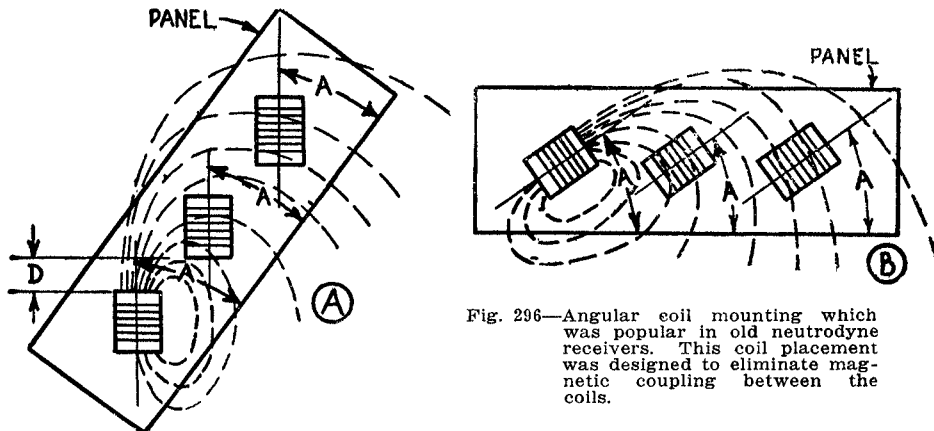 PANEL
A
A
A
D
A
PANEL
A
A
A
B
Fig. 296—Angular coil mounting which
was popular in old neutrodyne
receivers. This coil placement
was designed to eliminate mag-
netic coupling between the
coils.